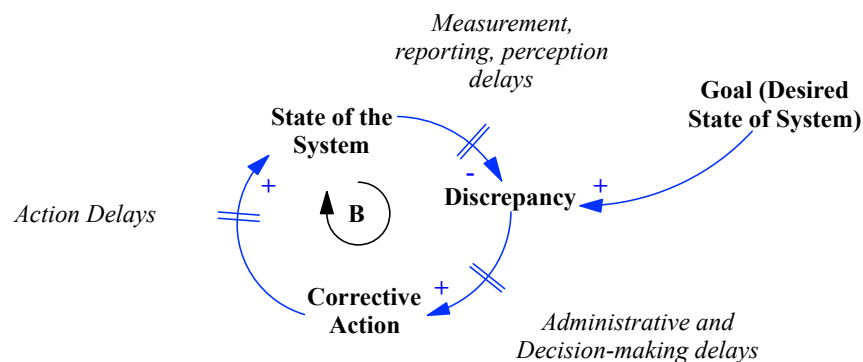 Measurement,
reporting, perception
delays
Goal (Desired
State of System)
State of the
System
-
+
Discrepancy
+
B
Action Delays
+
Corrective
Action
Administrative and
Decision-making delays